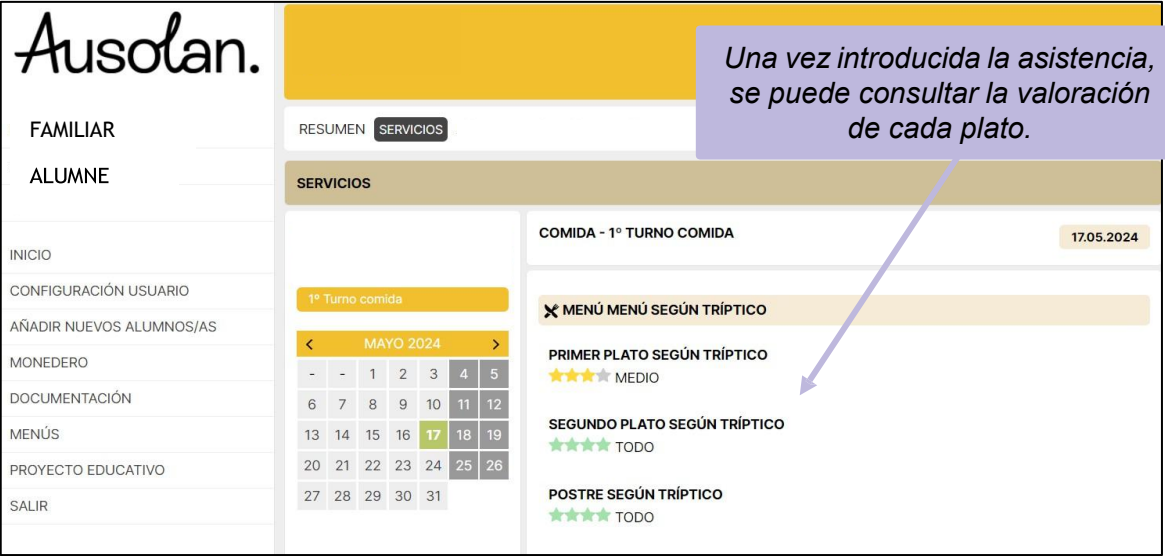 Ausolan.
FAMILIAR
ALUMNE
INICIO
CONFIGURACIÓN USUARIO
AÑADIR NUEVOS ALUMNOS/AS
MONEDERO
DOCUMENTACIÓN
MENÚS
PROYECTO EDUCATIVO
SALIR
Una vez introducida la asistencia,
se puede consultar la valoración
de cada plato.
RESUMEN SERVICIOS
SERVICIOS
1º Turno comida
< MAYO 2024 >
- - 1 2 3 4 5
6 7 8 9 10 11 12
13 14 15 16 17 18 19
20 21 22 23 24 25 26
27 28 29 30 31
COMIDA - 1º TURNO COMIDA 17.05.2024
MENÚ MENÚ SEGÚN TRÍPTICO
PRIMER PLATO SEGÚN TRÍPTICO
MEDIO
SEGUNDO PLATO SEGÚN TRÍPTICO
TODO
POSTRE SEGÚN TRÍPTICO
TODO